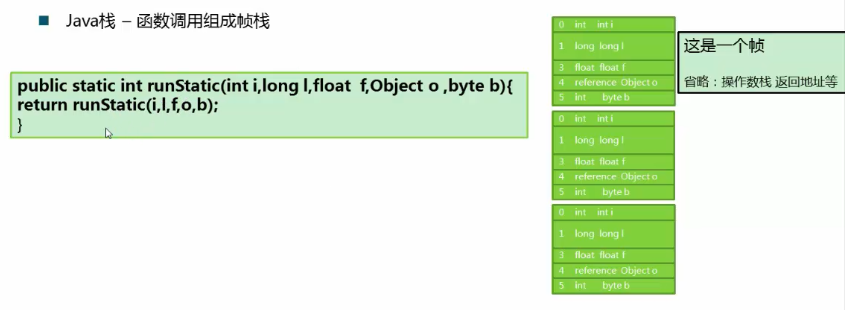 Java栈 – 函数调用组成帧栈
public static int runStatic(int i,long l,float  f,Object o ,byte b){
return runStatic(i,l,f,o,b);
}
0 int int i
1 long long l
3 float float f
4 reference Object o
5 int byte b
这是一个帧
省略：操作数栈 返回地址等
0 int int i
1 long long l
3 float float f
4 reference Object o
5 int byte b
0 int int i
1 long long l
3 float float f
4 reference Object o
5 int byte b